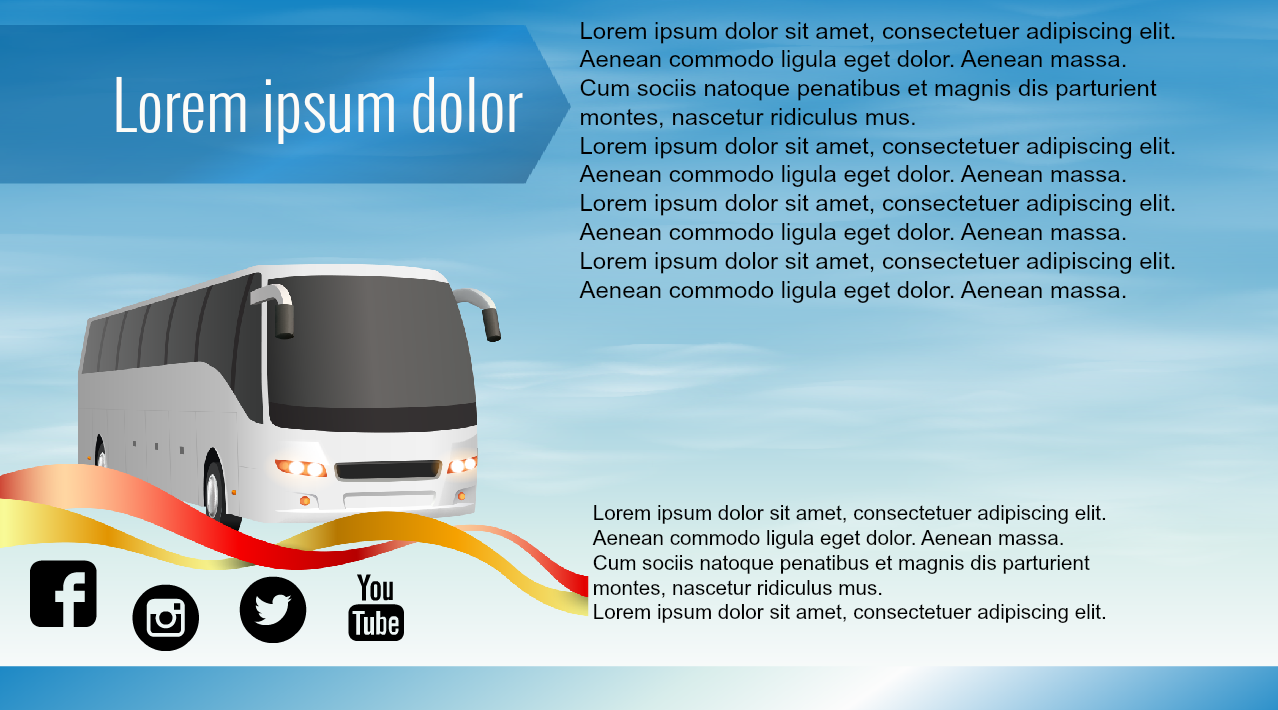 Lorem ipsum dolor
Lorem ipsum dolor sit amet, consectetuer adipiscing elit.
Aenean commodo ligula eget dolor. Aenean massa.
Cum sociis natoque penatibus et magnis dis parturient
montes, nascetur ridiculus mus.
Lorem ipsum dolor sit amet, consectetuer adipiscing elit.
Aenean commodo ligula eget dolor. Aenean massa.
Lorem ipsum dolor sit amet, consectetuer adipiscing elit.
Aenean commodo ligula eget dolor. Aenean massa.
Lorem ipsum dolor sit amet, consectetuer adipiscing elit.
Aenean commodo ligula eget dolor. Aenean massa.
Lorem ipsum dolor sit amet, consectetuer adipiscing elit.
Aenean commodo ligula eget dolor. Aenean massa.
Cum sociis natoque penatibus et magnis dis parturient
montes, nascetur ridiculus mus.
Lorem ipsum dolor sit amet, consectetuer adipiscing elit.
You
Tube